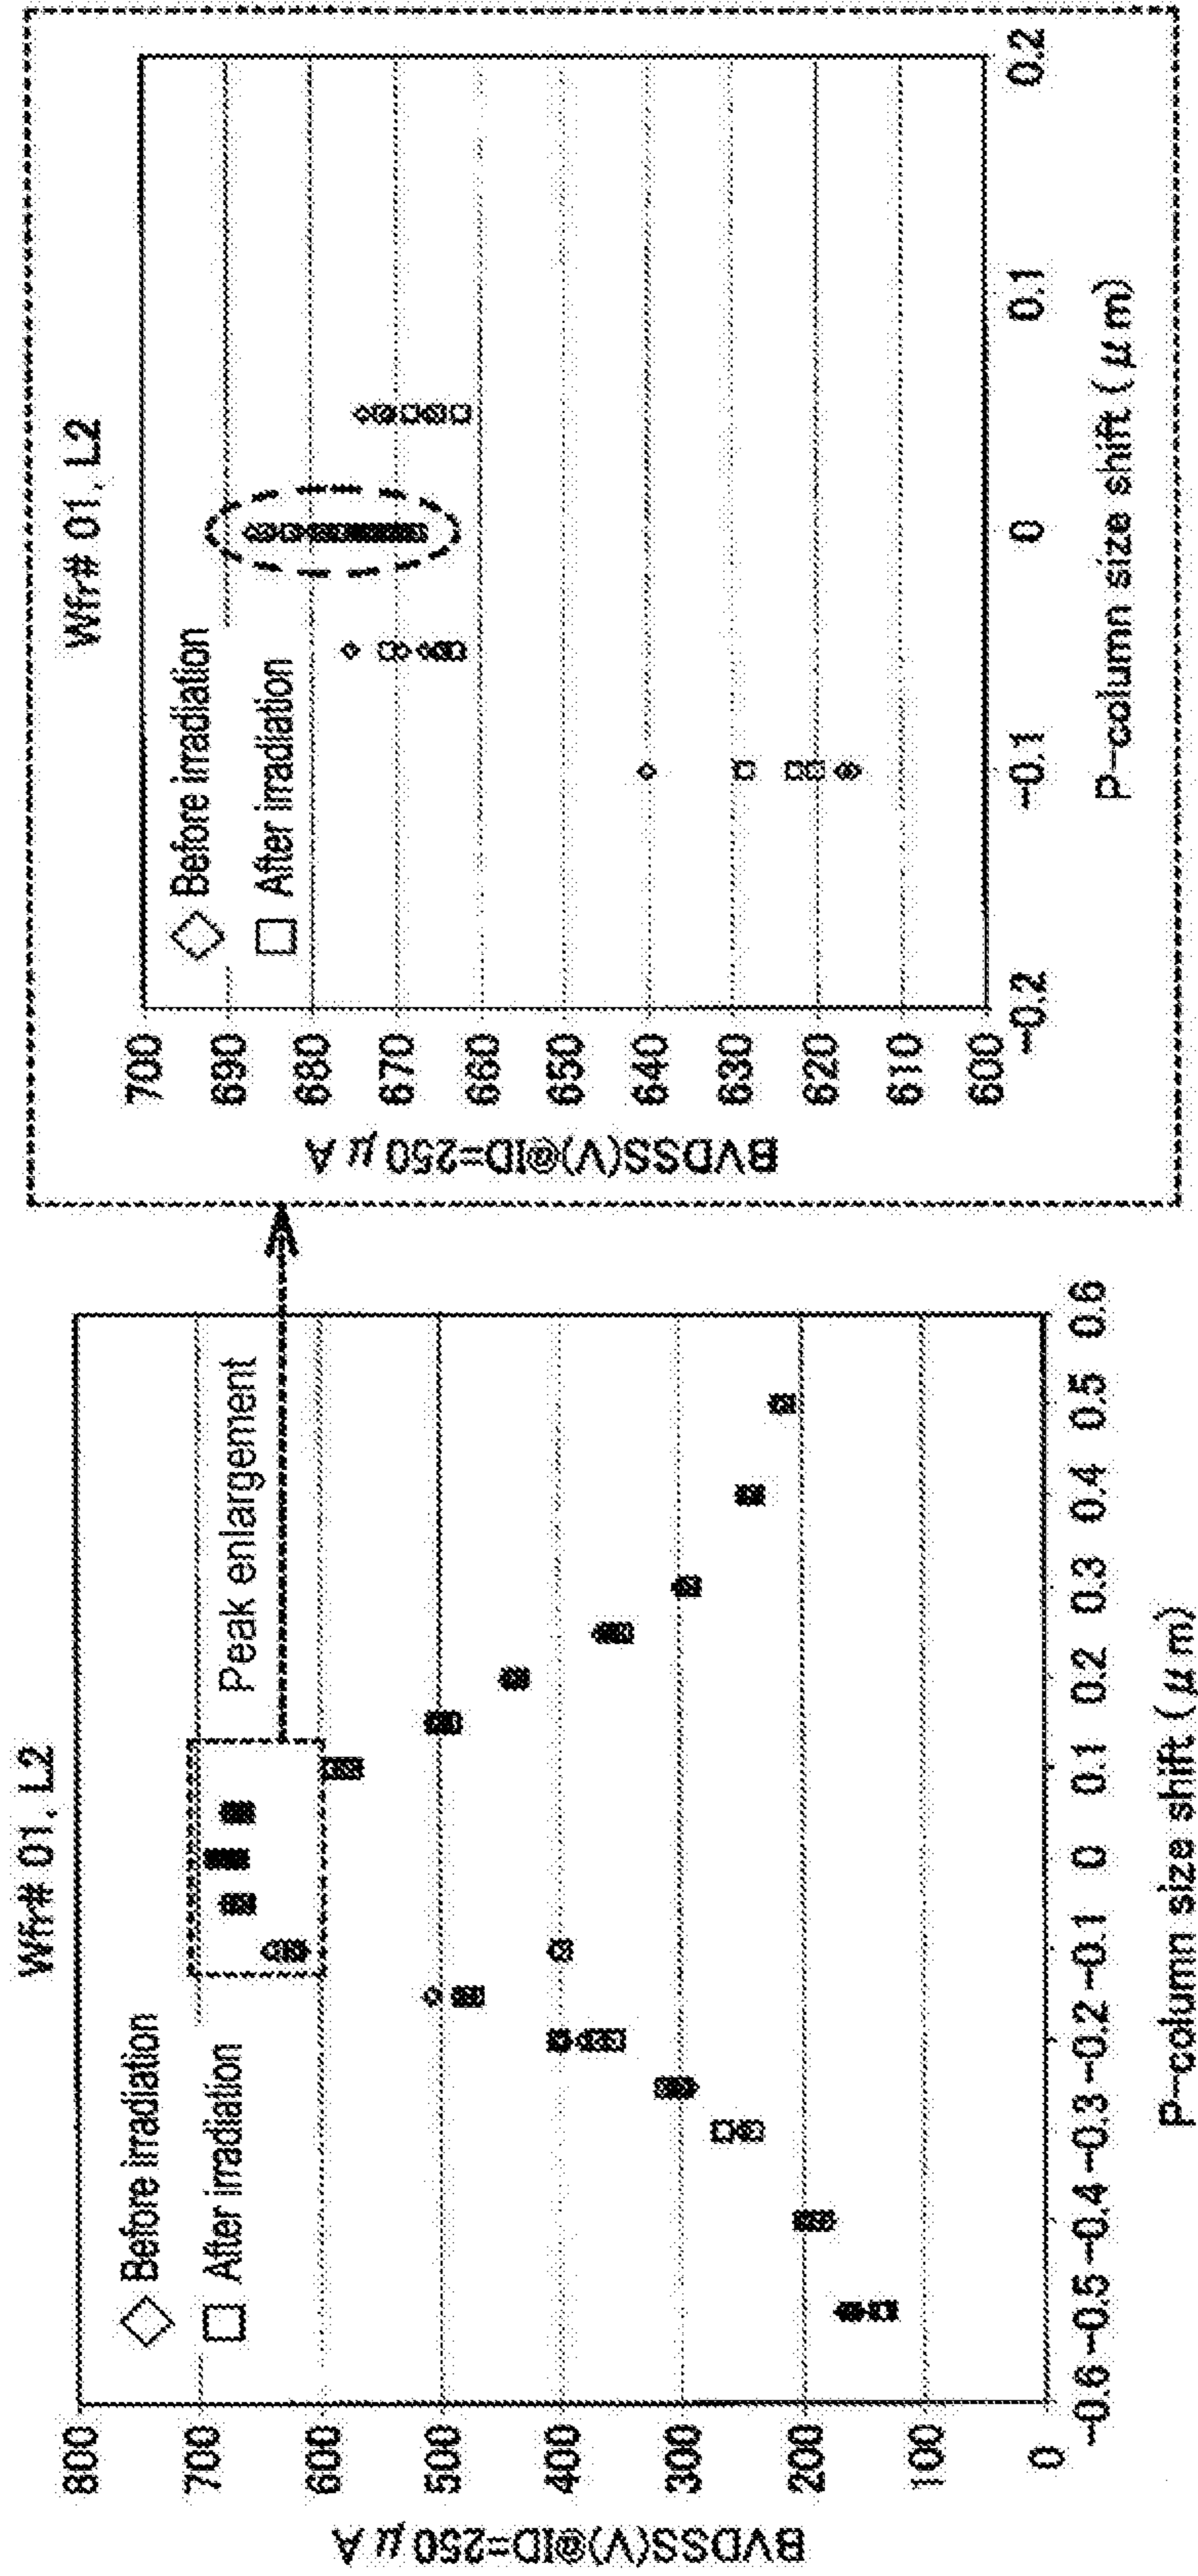 Wfr# 01, L2
◇ Before irradiation
□ After irradiation
Peak enlargement
BVDSS(V)@ID=250 μA
800
700
600
500
400
300
200
100
0
-0.6 -0.5 -0.4 -0.3 -0.2 -0.1 0 0.1 0.2 0.3 0.4 0.5 0.6
P-column size shift (μm)
Wfr# 01, L2
◇ Before irradiation
□ After irradiation
BVDSS(V)@ID=250 μA
700
690
680
670
660
650
640
630
620
610
600
-0.2 -0.1 0 0.1 0.2
P-column size shift (μm)